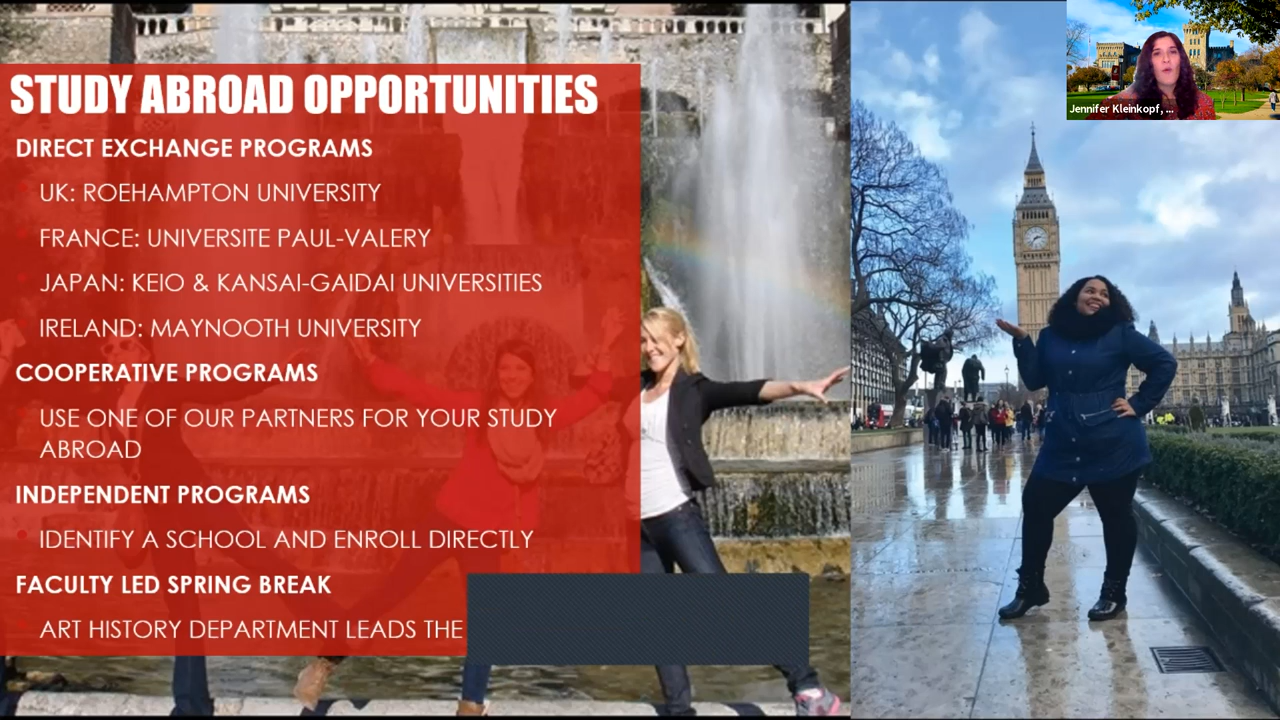 STUDY ABROAD OPPORTUNITIES
DIRECT EXCHANGE PROGRAMS
UK: ROEHAMPTON UNIVERSITY
FRANCE: UNIVERSITE PAUL-VALERY
JAPAN: KEIO & KANSAI-GAIDAI UNIVERSITIES
IRELAND: MAYNOOTH UNIVERSITY
COOPERATIVE PROGRAMS
USE ONE OF OUR PARTNERS FOR YOUR STUDY
ABROAD
INDEPENDENT PROGRAMS
IDENTIFY A SCHOOL AND ENROLL DIRECTLY
FACULTY LED SPRING BREAK
ART HISTORY DEPARTMENT LEADS THE
Jennifer Kleinkopf, ...